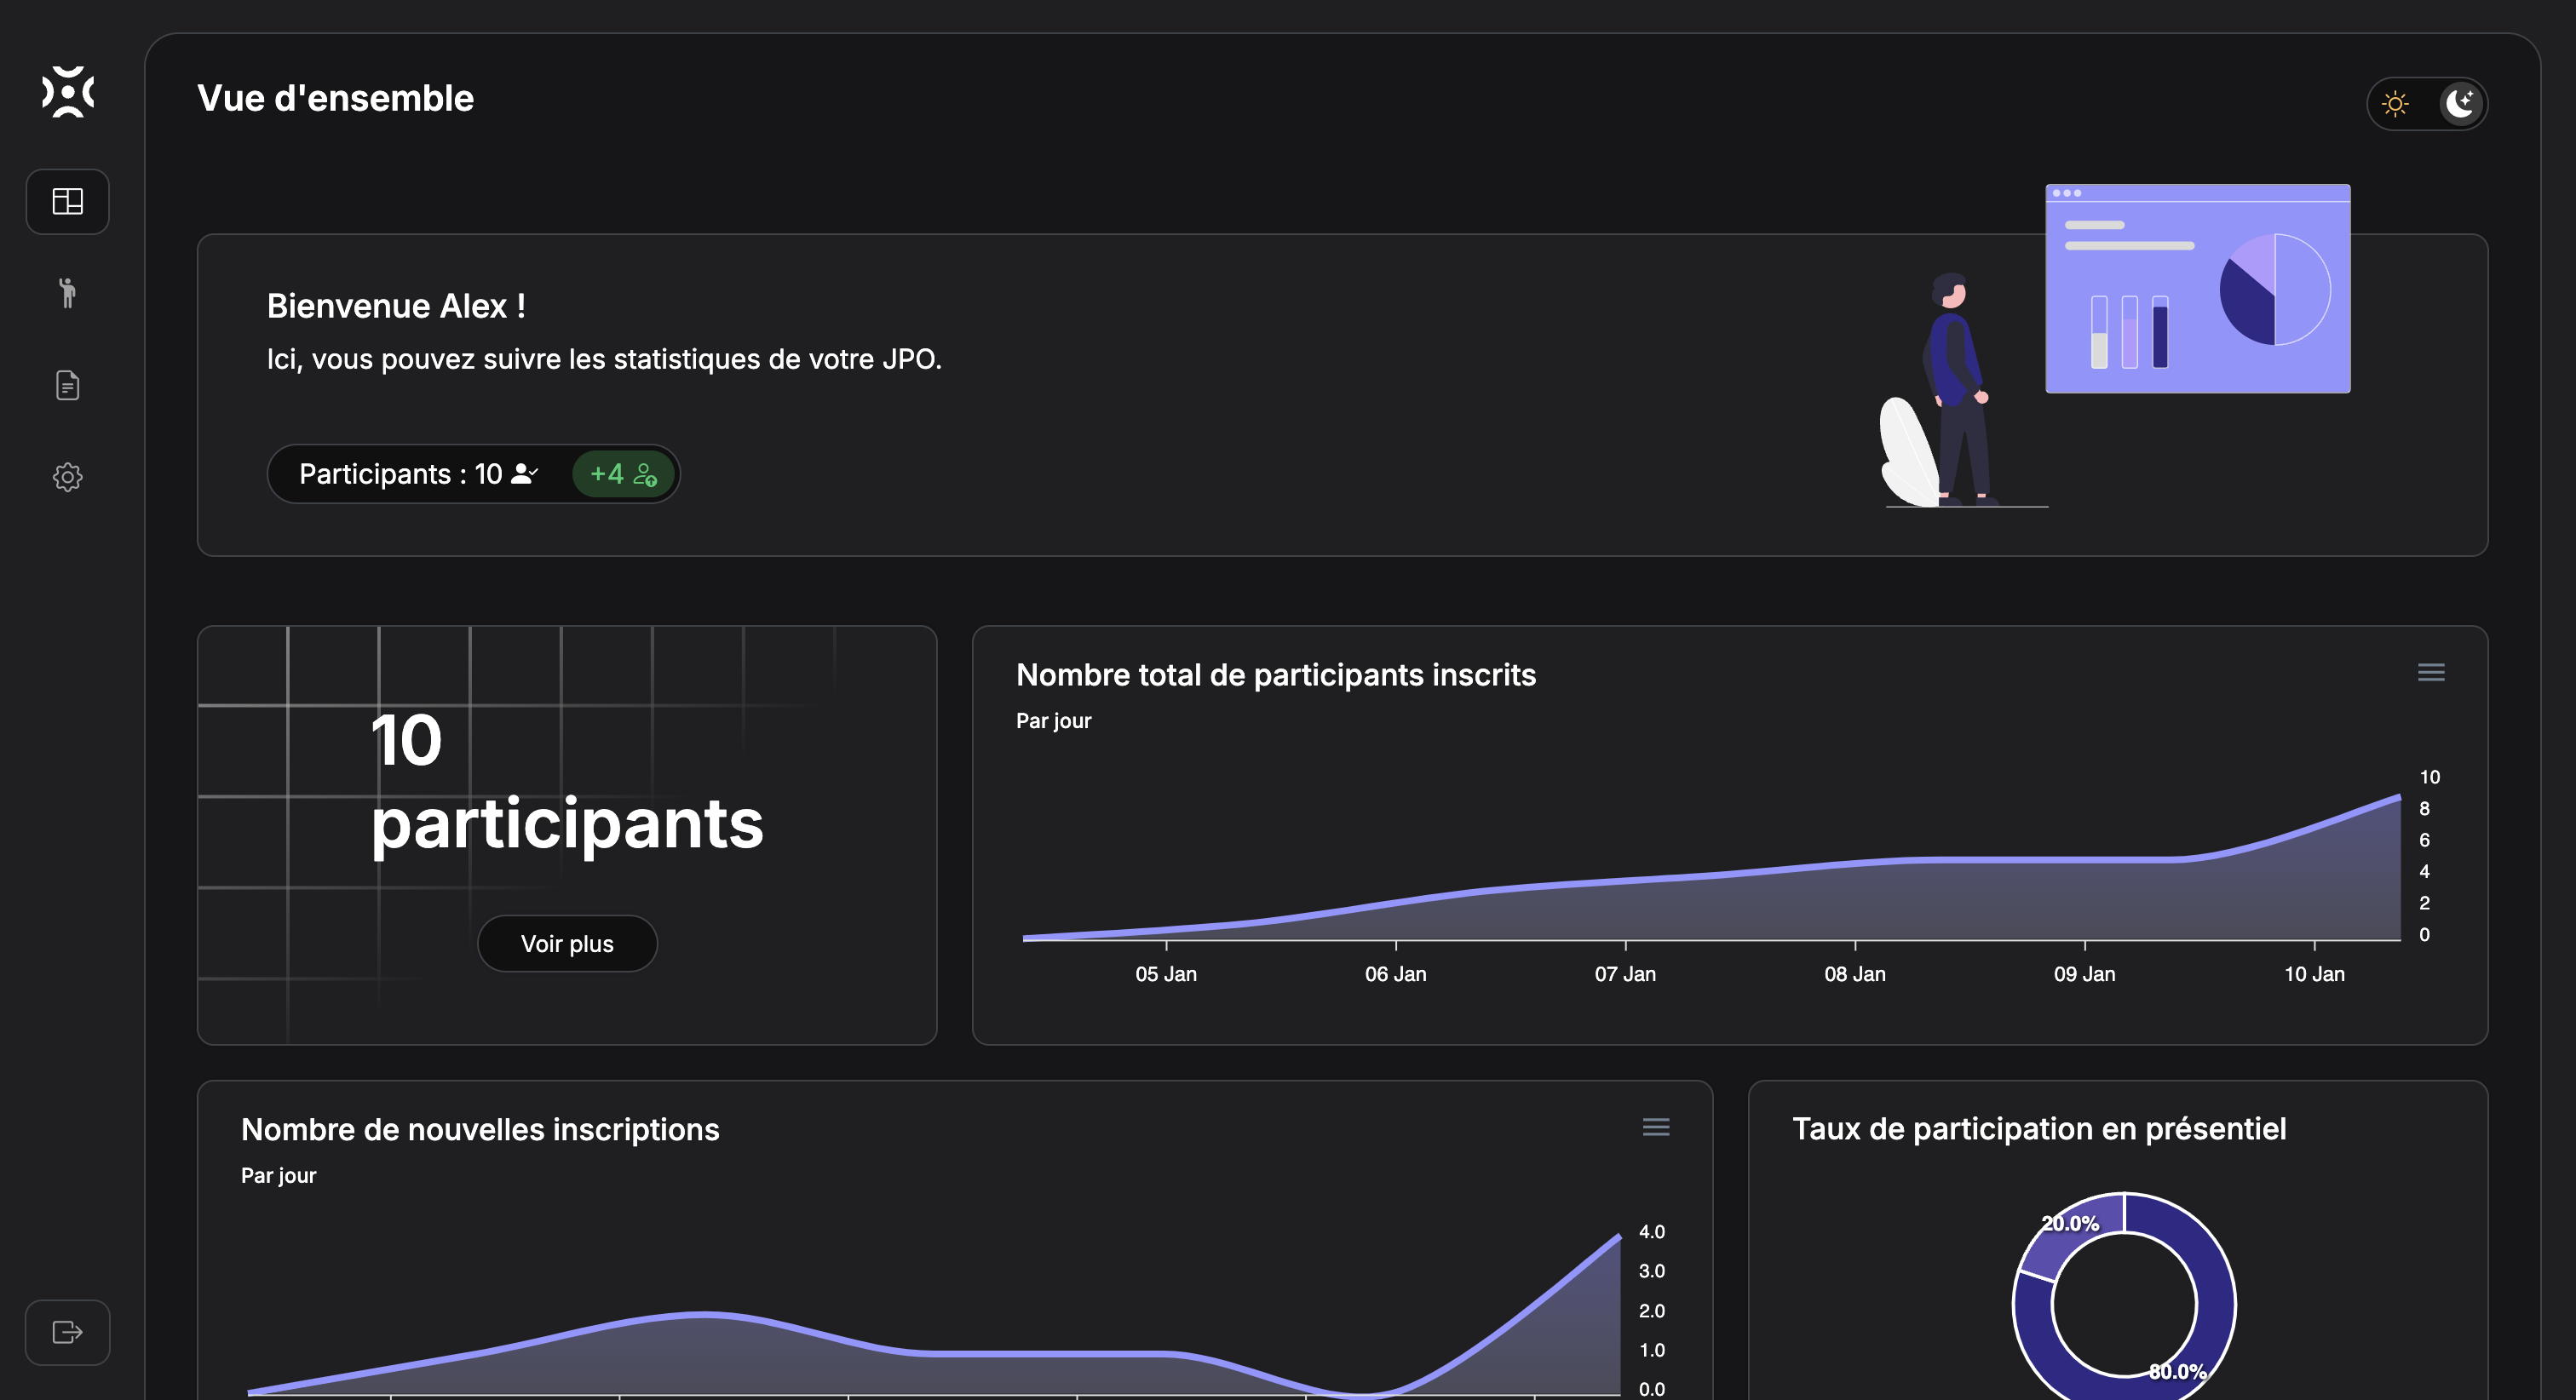 Vue d'ensemble
Bienvenue Alex !
Ici, vous pouvez suivre les statistiques de votre JPO.
Participants : 10 +4
10
participants
Voir plus
Nombre total de participants inscrits
Par jour
10
8
6
4
2
0
05 Jan 06 Jan 07 Jan 08 Jan 09 Jan 10 Jan
Nombre de nouvelles inscriptions
Par jour
4.0
3.0
2.0
1.0
0.0
Taux de participation en présentiel
20.0%
80.0%